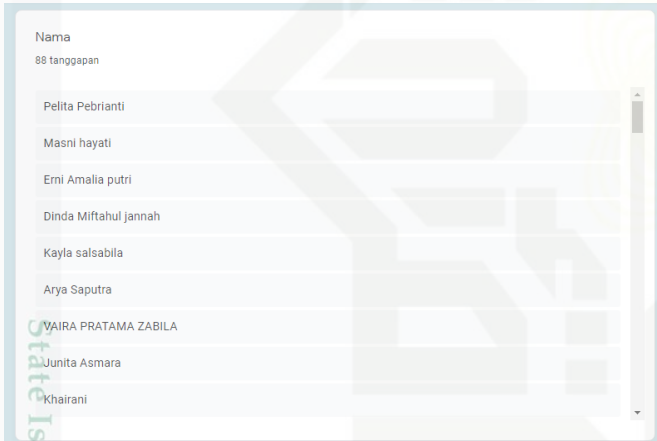 Nama
88 tanggapan
Pelita Pebrianti
Masni hayati
Erni Amalia putri
Dinda Miftahul jannah
Kayla salsabila
Arya Saputra
VAIRA PRATAMA ZABILA
Junita Asmara
Khairani
State Is